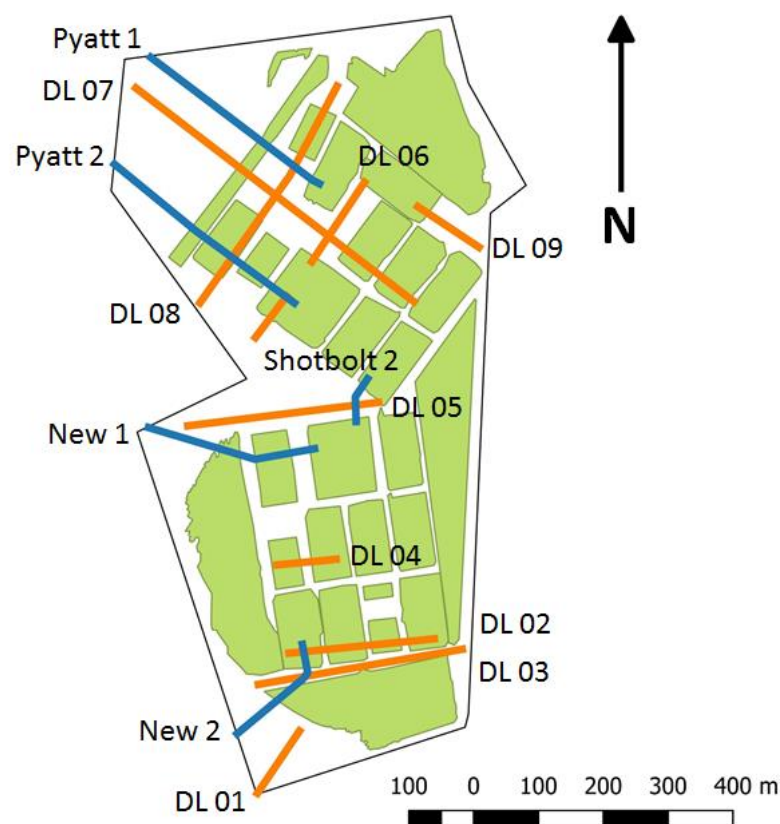 Pyatt 1
DL 07
Pyatt 2
DL 06
N
DL 09
DL 08
Shotbolt 2
DL 05
New 1
DL 04
DL 02
DL 03
New 2
DL 01
100 0 100 200 300 400 m